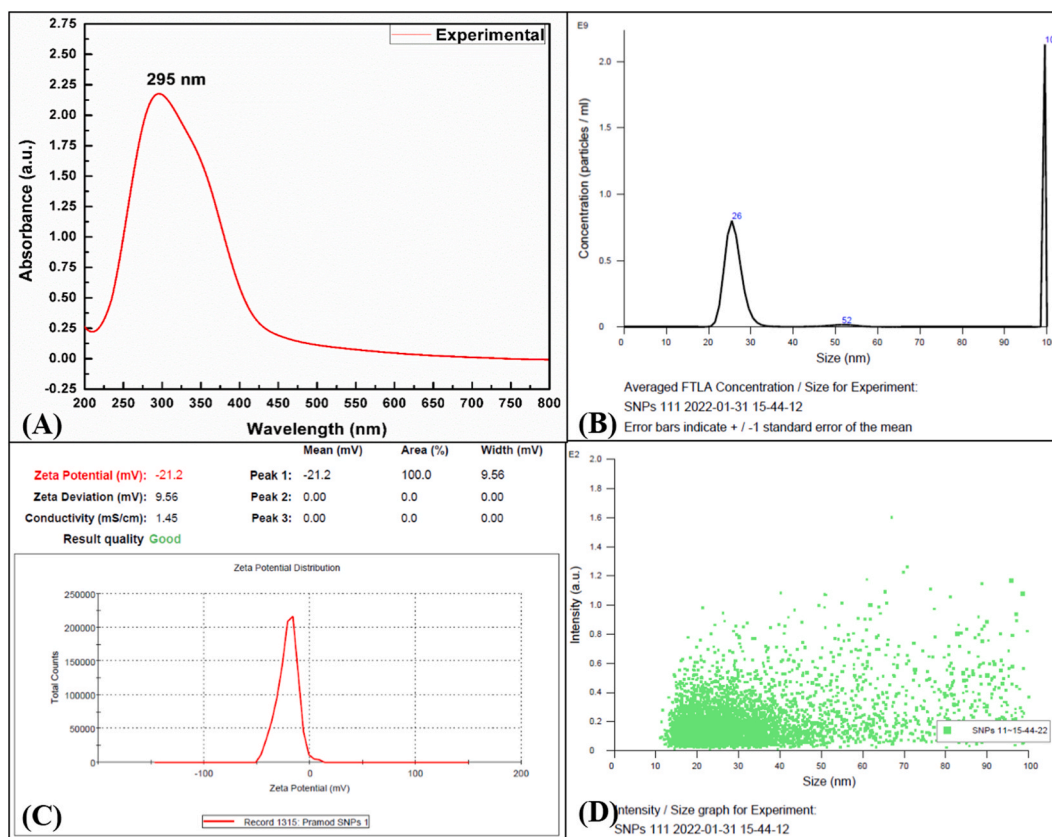 2.75
2.50
2.25
2.00
1.75
1.50
1.25
1.00
0.75
0.50
0.25
0.00
-0.25
Absorbance (a.u.)
Experimental
295 nm
200 250 300 350 400 450 500 550 600 650 700 750 800
Wavelength (nm)
(A)
E9
2.0
1.5
1.0
0.5
0
Concentration (particles / ml)
26
52
10
0 10 20 30 40 50 60 70 80 90 10
Size (nm)
Averaged FTLA Concentration / Size for Experiment:
SNPs 111 2022-01-31 15-44-12
Error bars indicate + / -1 standard error of the mean
(B)
Mean (mV) Area (%) Width (mV)
Zeta Potential (mV): -21.2 Peak 1: -21.2 100.0 9.56
Zeta Deviation (mV): 9.56 Peak 2: 0.00 0.0 0.00
Conductivity (mS/cm): 1.45 Peak 3: 0.00 0.0 0.00
Result quality Good
Zeta Potential Distribution
250000
200000
150000
100000
50000
0
Total Counts
-100 0 100 200
Zeta Potential (mV)
Record 1315: Pramod SNPs 1
(C)
E2
2.0
1.8
1.6
1.4
1.2
1.0
0.8
0.6
0.4
0.2
0
Intensity (a.u.)
SNPs 11~15-44-22
0 10 20 30 40 50 60 70 80 90 100
Size (nm)
(D)
Intensity / Size graph for Experiment:
SNPs 111 2022-01-31 15-44-12